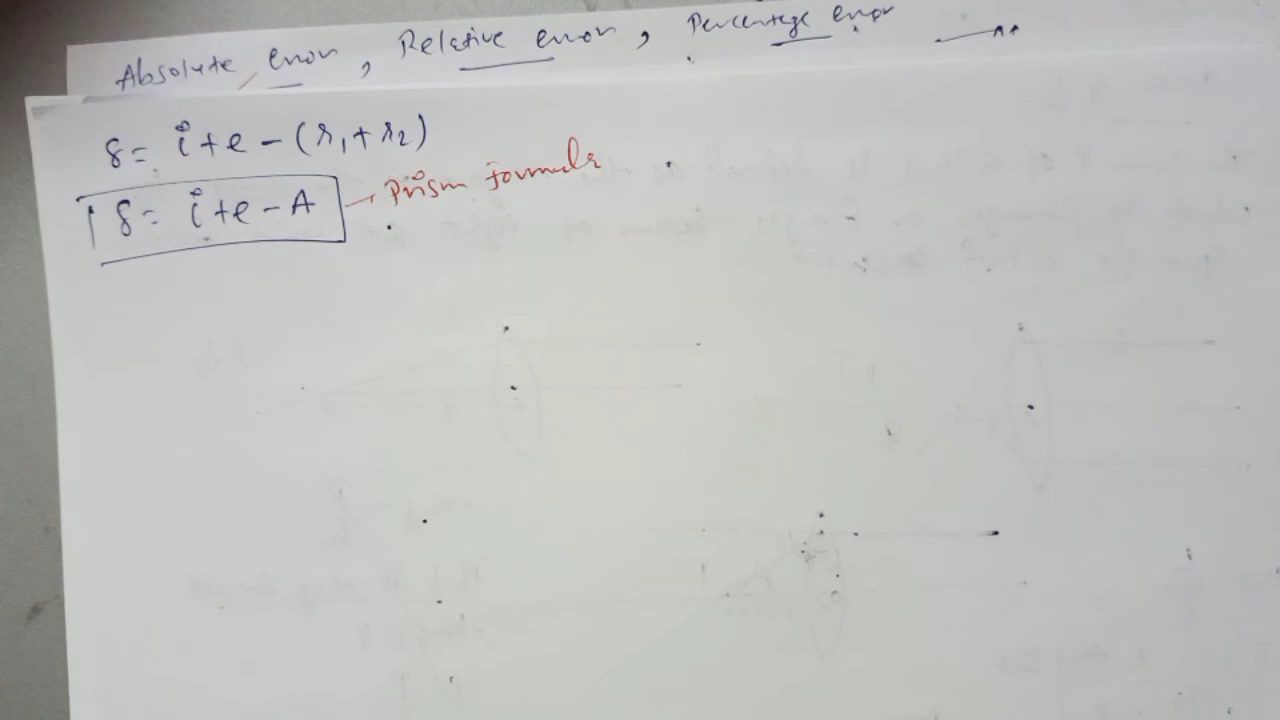 Absolute error, Relative error, Percentage error
δ = i + e - (r₁ + r₂)
δ = i + e - A → Prism formula